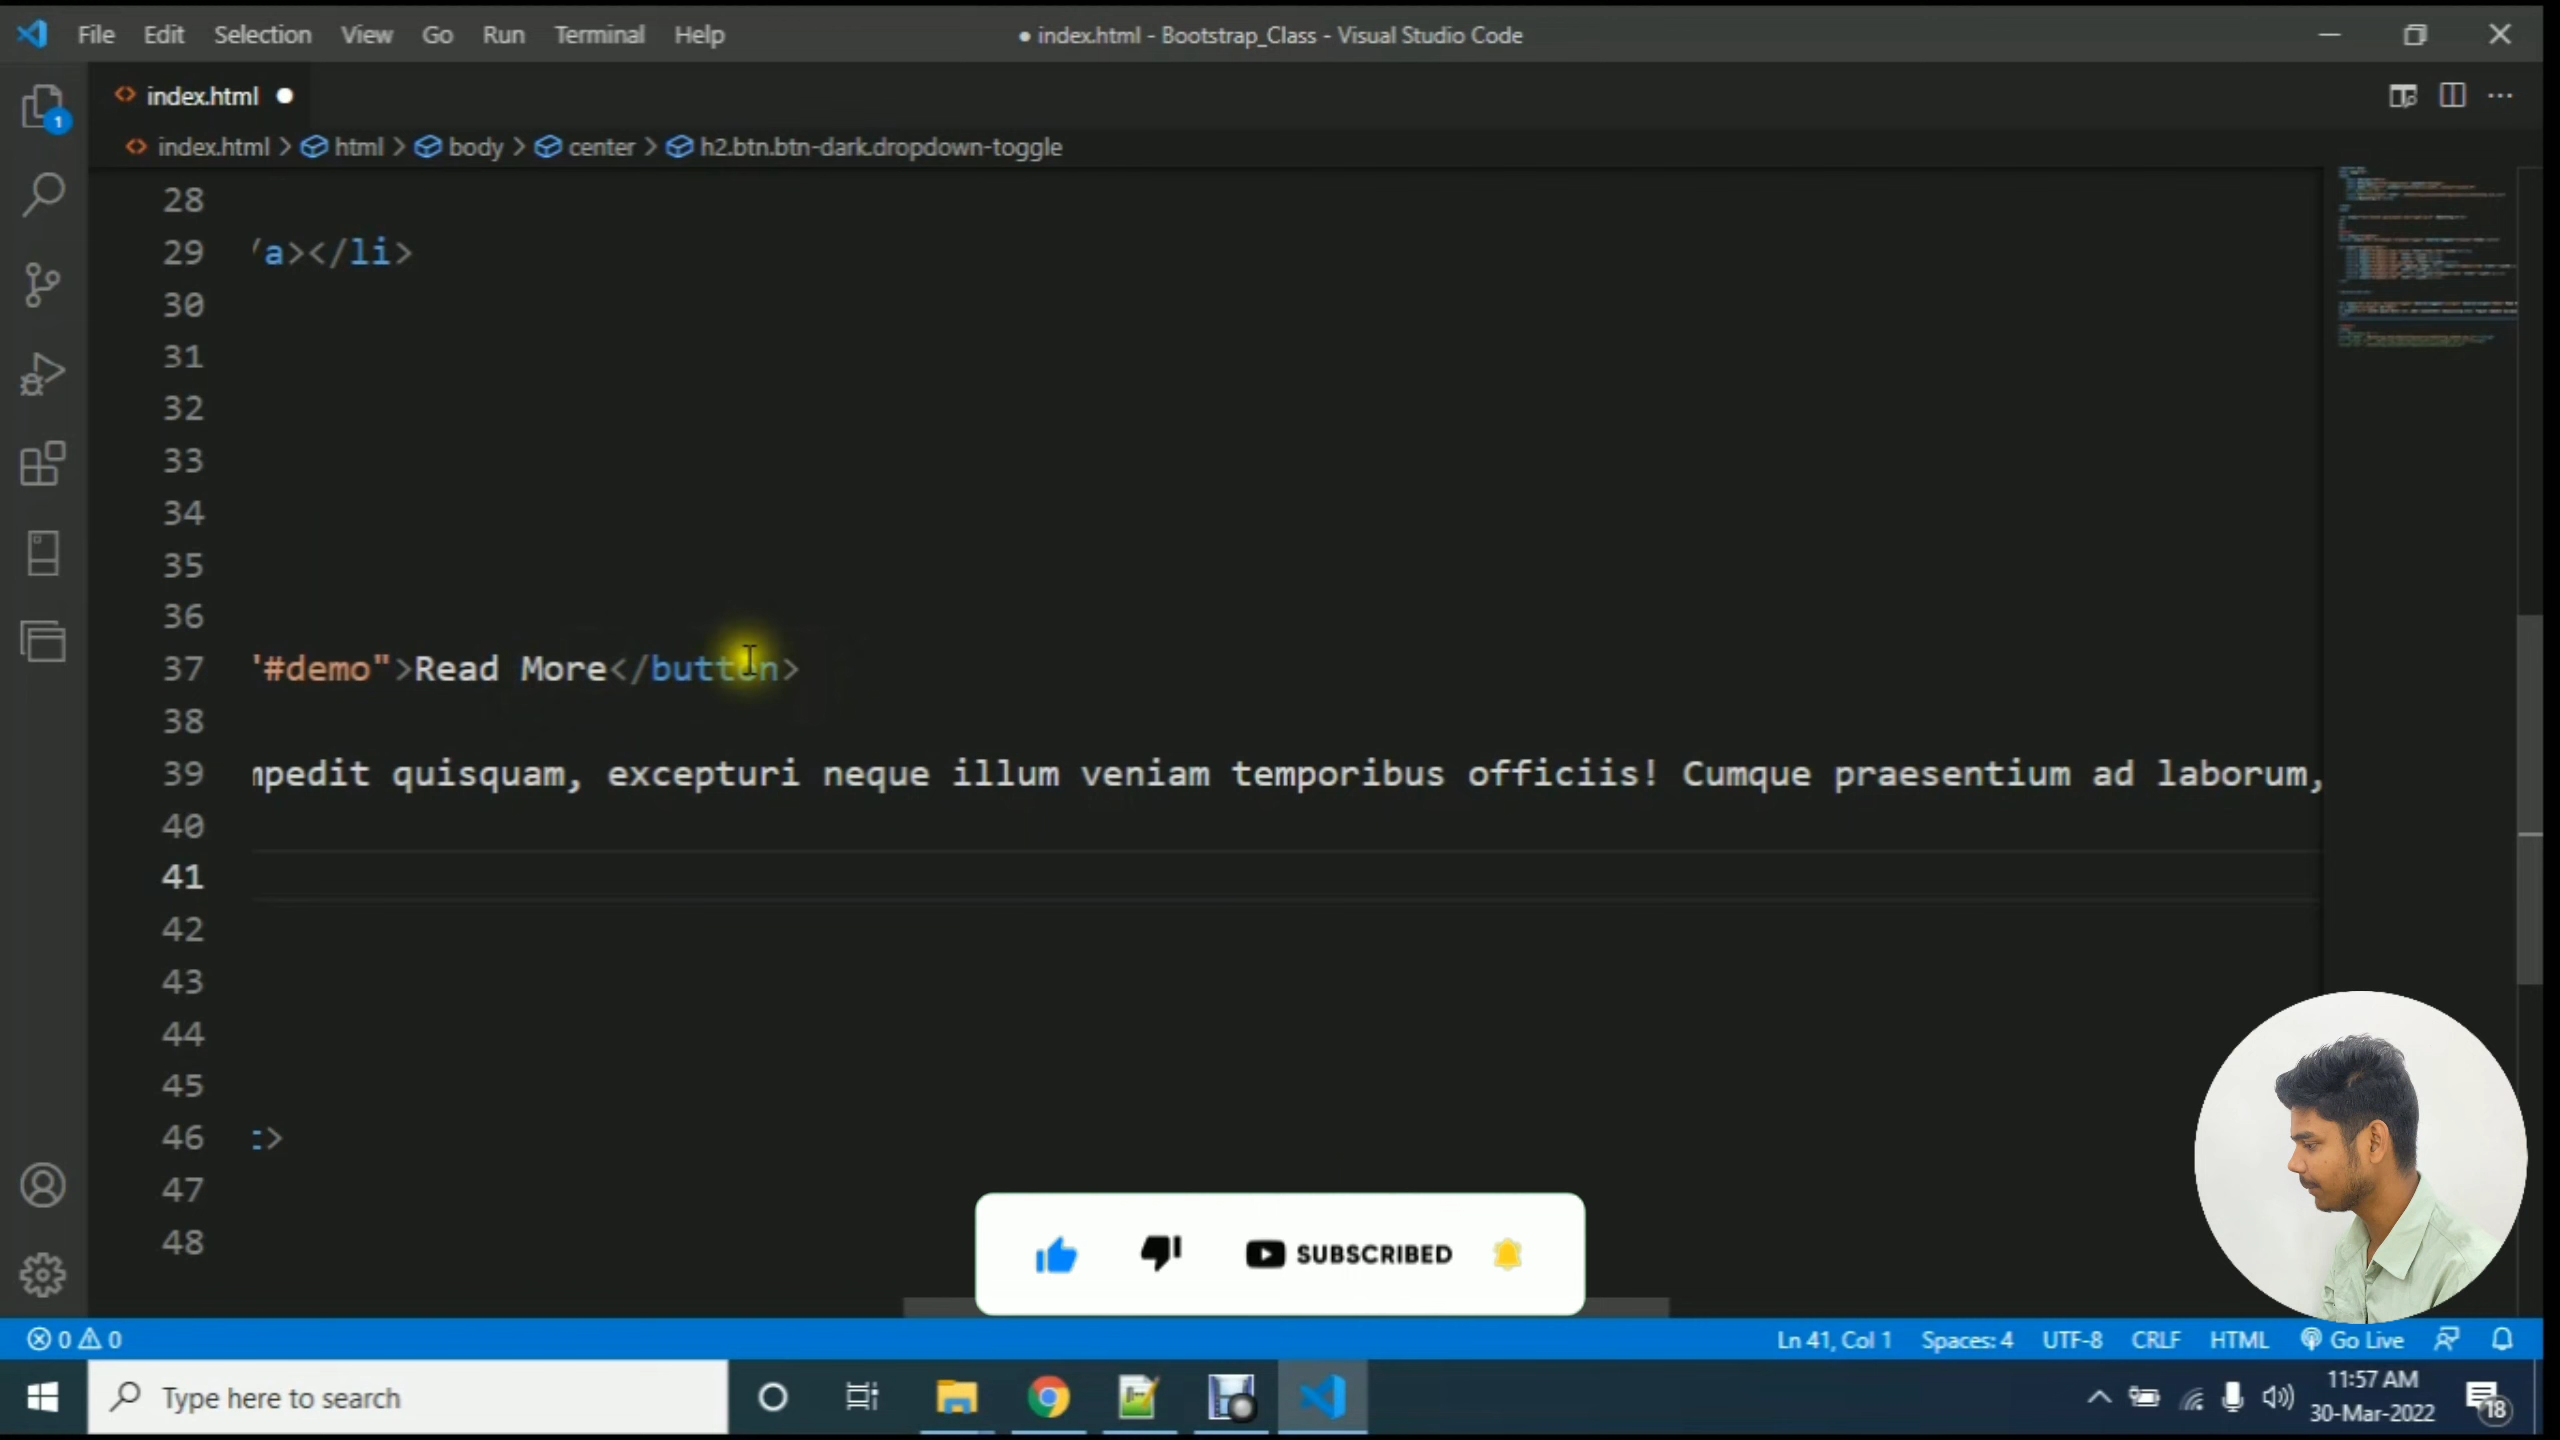 File Edit Selection View Go Run Terminal Help
● index.html - Bootstrap_Class - Visual Studio Code
1
index.html
index.html > html > body > center > h2.btn.btn-dark.dropdown-toggle
28
29 /a></li>
30
31
32
33
34
35
36
37 "#demo">Read More</button>
38
39 mpedit quisquam, excepturi neque illum veniam temporibus officiis! Cumque praesentium ad laborum,
40
41
42
43
44
45
46 >
47
48
SUBSCRIBED
0 0
Ln 41, Col 1 Spaces: 4 UTF-8 CRLF HTML Go Live
Type here to search
11:57 AM
30-Mar-2022
18